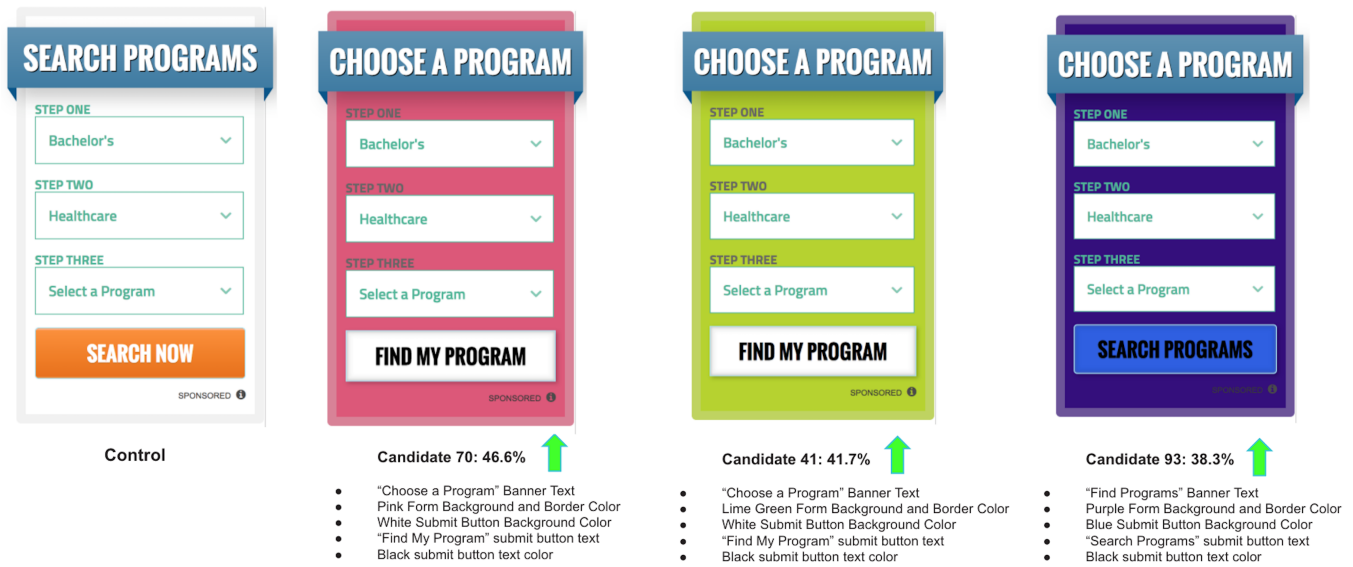 SEARCH PROGRAMS
STEP ONE
Bachelor's
STEP TWO
Healthcare
STEP THREE
Select a Program
SEARCH NOW
SPONSORED
Control
CHOOSE A PROGRAM
STEP ONE
Bachelor's
STEP TWO
Healthcare
STEP THREE
Select a Program
FIND MY PROGRAM
SPONSORED
Candidate 70: 46.6%
• “Choose a Program” Banner Text
• Pink Form Background and Border Color
• White Submit Button Background Color
• “Find My Program” submit button text
• Black submit button text color
CHOOSE A PROGRAM
STEP ONE
Bachelor's
STEP TWO
Healthcare
STEP THREE
Select a Program
FIND MY PROGRAM
SPONSORED
Candidate 41: 41.7%
• “Choose a Program” Banner Text
• Lime Green Form Background and Border Color
• White Submit Button Background Color
• “Find My Program” submit button text
• Black submit button text color
CHOOSE A PROGRAM
STEP ONE
Bachelor's
STEP TWO
Healthcare
STEP THREE
Select a Program
SEARCH PROGRAMS
SPONSORED
Candidate 93: 38.3%
• “Find Programs” Banner Text
• Purple Form Background and Border Color
• Blue Submit Button Background Color
• “Search Programs” submit button text
• Black submit button text color